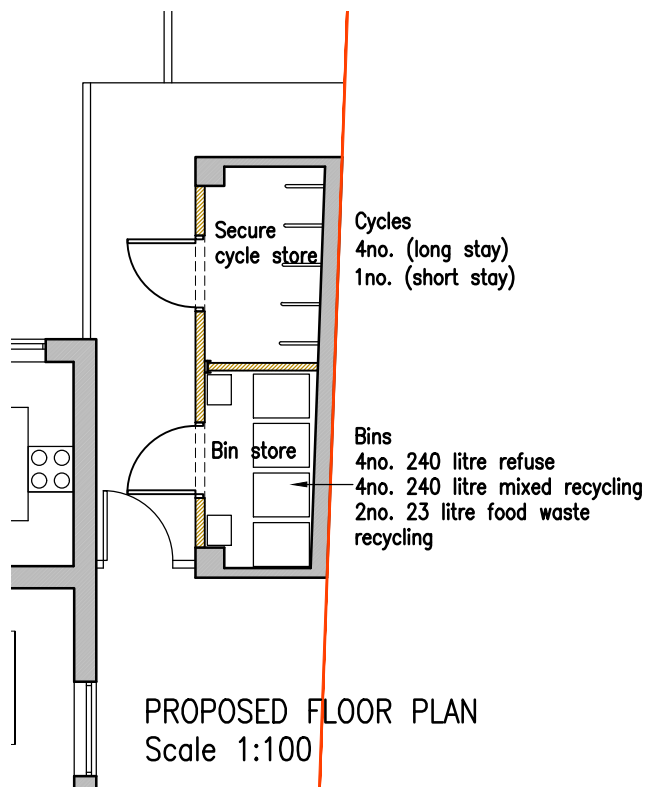 Secure
cycle store
Cycles
4no. (long stay)
1no. (short stay)
Bin store
Bins
4no. 240 litre refuse
4no. 240 litre mixed recycling
2no. 23 litre food waste
recycling
PROPOSED FLOOR PLAN
Scale 1:100